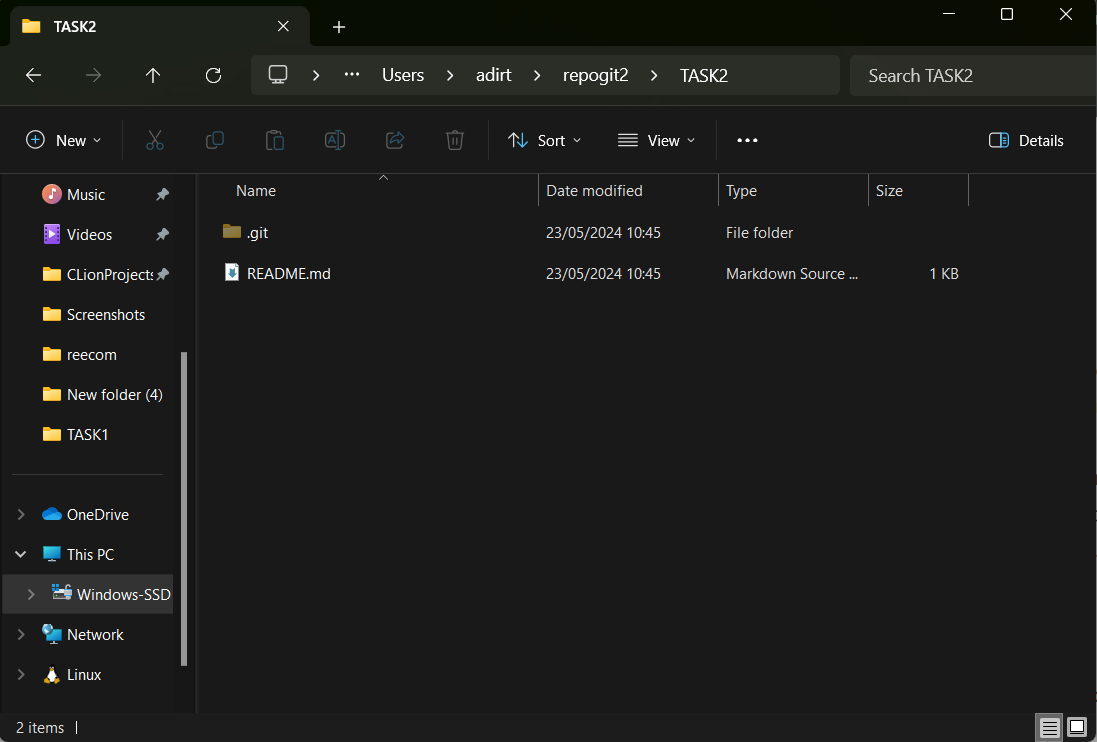 TASK2
Users adirt repogit2 TASK2
Search TASK2
New
Sort
View
Details
Music
Videos
CLionProjects
Screenshots
reecom
New folder (4)
TASK1
OneDrive
This PC
Windows-SSD
Network
Linux
Name Date modified Type Size
.git 23/05/2024 10:45 File folder
README.md 23/05/2024 10:45 Markdown Source ... 1 KB
2 items